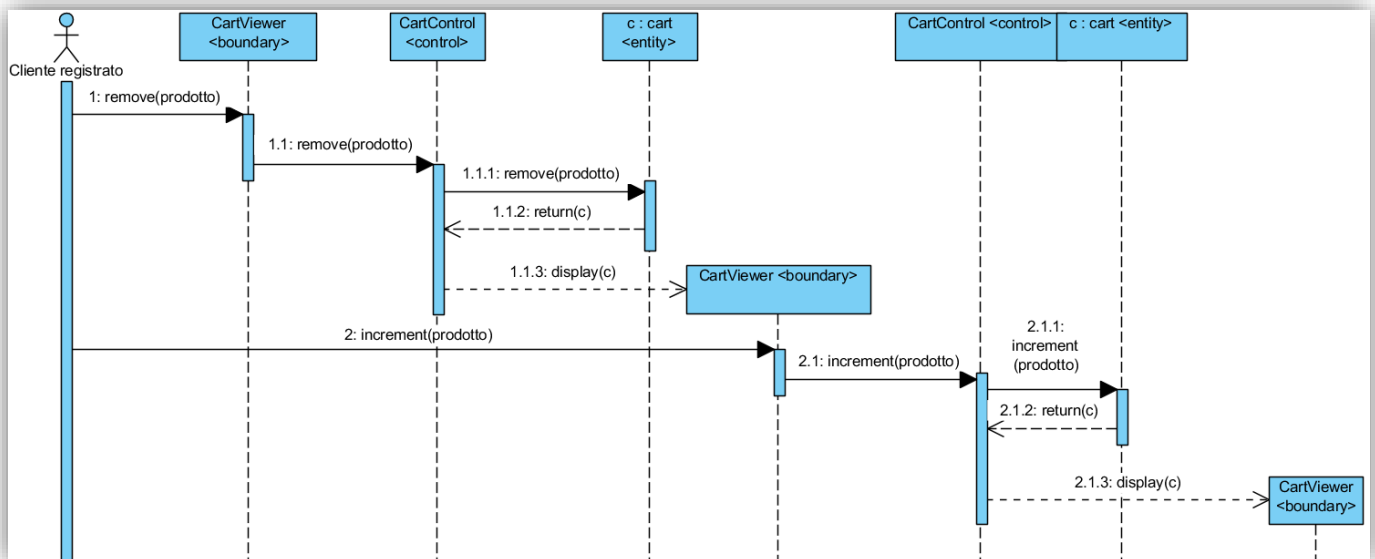 CartViewer
<boundary>
CartControl
<control>
c : cart
<entity>
CartControl <control>
c : cart <entity>
Cliente registrato
1: remove(prodotto)
1.1: remove(prodotto)
1.1.1: remove(prodotto)
1.1.2: return(c)
1.1.3: display(c)
CartViewer <boundary>
2: increment(prodotto)
2.1: increment(prodotto)
2.1.1:
increment
(prodotto)
2.1.2: return(c)
2.1.3: display(c)
CartViewer
<boundary>